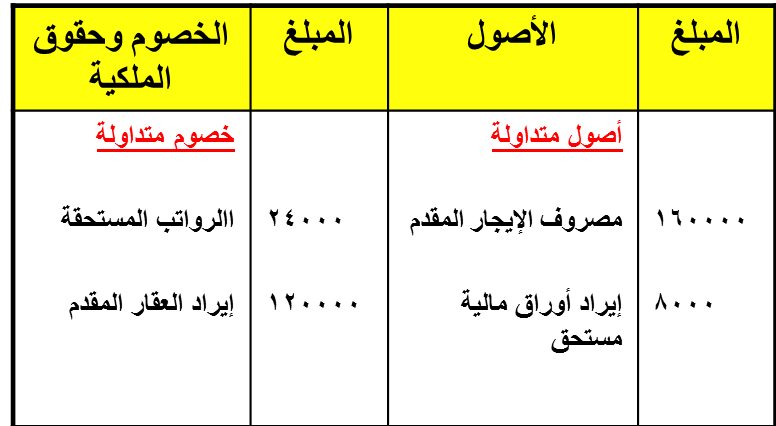 المبلغ
الأصول
المبلغ
الخصوم وحقوق
الملكية
أصول متداولة
خصوم متداولة
١٦٠٠٠٠
مصروف الإيجار المقدم
٢٤٠٠٠
االرواتب المستحقة
٨٠٠٠
إيراد أوراق مالية
مستحق
١٢٠٠٠٠
إيراد العقار المقدم